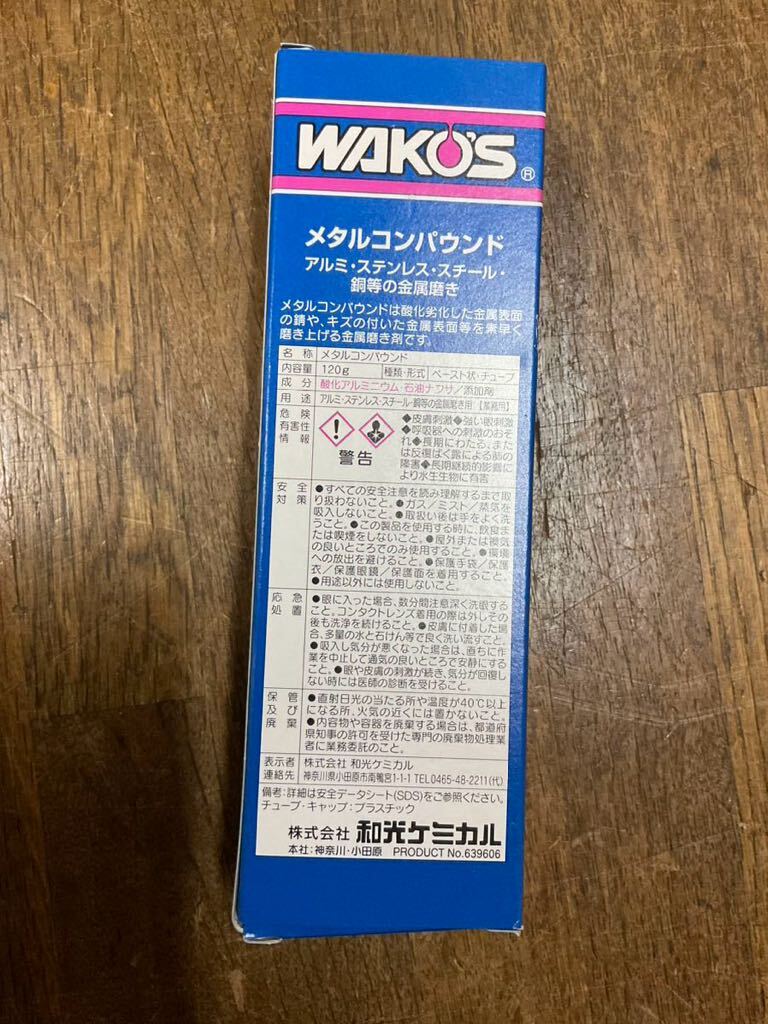 WAKO'S®
メタルコンパウンド
アルミ・ステンレス・スチール・
銅等の金属磨き
メタルコンパウンドは酸化劣化した金属表面
の錆や、キズの付いた金属表面等を素早く
磨き上げる金属磨き剤です。
名 称 メタルコンパウンド
内容量 120g 種類・形式 ペースト状・チューブ
成 分 酸化アルミニウム・石油ナフサ/添加剤
用 途 アルミ・ステンレス・スチール・銅等の金属磨き用【業務用】
危 険
有害性
情 報
警告
◆皮膚刺激◆強い眼刺激
◆呼吸器への刺激のおそ
れ◆長期にわたる、また
は反復ばく露による肺の
障害◆長期継続的影響によ
り水生生物に有害
安 全
対 策
●すべての安全注意を読み理解するまで取
り扱わないこと。●ガス/ミスト/蒸気を
吸入しないこと。●取扱い後は手をよく洗
うこと。●この製品を使用する時に、飲食ま
たは喫煙をしないこと。●屋外または換気
の良いところでのみ使用すること。●環境
への放出を避けること。●保護手袋/保護
衣/保護眼鏡/保護面を着用すること。
●用途以外には使用しないこと。
応 急
処 置
●眼に入った場合、数分間注意深く洗眼する
こと。コンタクトレンズ着用の際は外しその
後も洗浄を続けること。●皮膚に付着した場
合、多量の水と石けん等で良く洗い流すこと。
●吸入し気分が悪くなった場合は、直ちに作
業を中止して通気の良いところで安静にする
こと。●眼や皮膚の刺激が続き、気分が回復し
ない時には医師の診断を受けること。
保 管
及 び
廃 棄
●直射日光の当たる所や温度が40℃以上
になる所、火気の近くには置かないこと。
●内容物や容器を廃棄する場合は、都道府
県知事の許可を受けた専門の廃棄物処理業
者に業務委託のこと。
表示者 株式会社 和光ケミカル
連絡先 神奈川県小田原市南鴨宮1-1-1 TEL 0465-48-2211(代)
備考：詳細は安全データシート(SDS)をご参照ください。
チューブ・キャップ：プラスチック
株式会社 和光ケミカル
本社：神奈川・小田原 PRODUCT No.639606